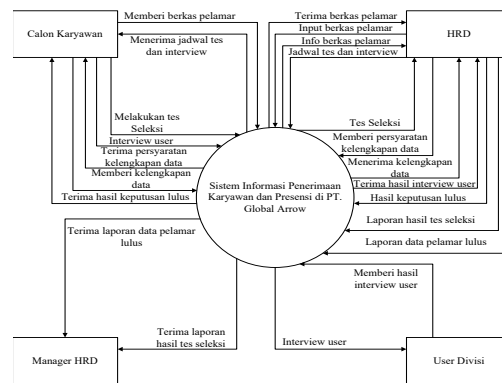 Calon Karyawan
Memberi berkas pelamar
Menerima jadwal tes
dan interview
Terima berkas pelamar
Input berkas pelamar
Info berkas pelamar
Jadwal tes dan interview
HRD
Melakukan tes
Seleksi
Interview user
Terima persyaratan
kelengkapan data
Memberi kelengkapan
data
Terima hasil keputusan lulus
Sistem Informasi Penerimaan
Karyawan dan Presensi di PT.
Global Arrow
Tes Seleksi
Memberi persyaratan
kelengkapan data
Menerima kelengkapan
data
Terima hasil interview user
Hasil keputusan lulus
Laporan hasil tes seleksi
Laporan data pelamar lulus
Terima laporan data pelamar
lulus
Memberi hasil
interview user
Terima laporan
hasil tes seleksi
Interview user
Manager HRD
User Divisi